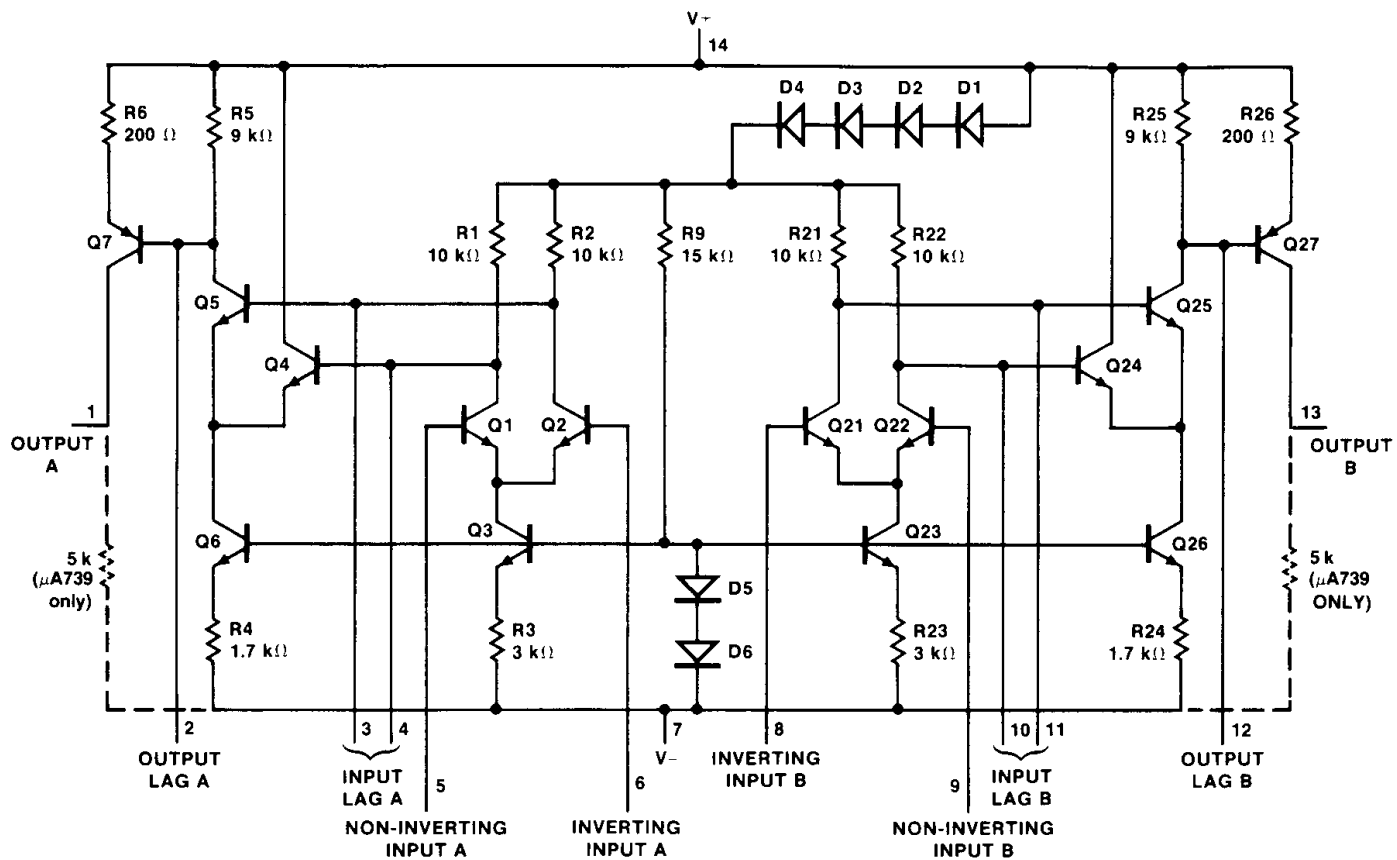 V+
14
D4 D3 D2 D1
R6
200 Ω
R5
9 kΩ
R25
9 kΩ
R26
200 Ω
Q7
R1
10 kΩ
R2
10 kΩ
R9
15 kΩ
R21
10 kΩ
R22
10 kΩ
Q27
Q5
Q25
Q4
Q24
1
OUTPUT
A
Q1
Q2
Q21
Q22
13
OUTPUT
B
Q6
Q3
Q23
Q26
5 k
(μA739
only)
D5
5 k
(μA739
ONLY)
R4
1.7 kΩ
R3
3 kΩ
D6
R23
3 kΩ
R24
1.7 kΩ
2
OUTPUT
LAG A
3 4
INPUT
LAG A
7
V−
8
INVERTING
INPUT B
10 11
INPUT
LAG B
12
OUTPUT
LAG B
5
NON-INVERTING
INPUT A
6
INVERTING
INPUT A
9
NON-INVERTING
INPUT B